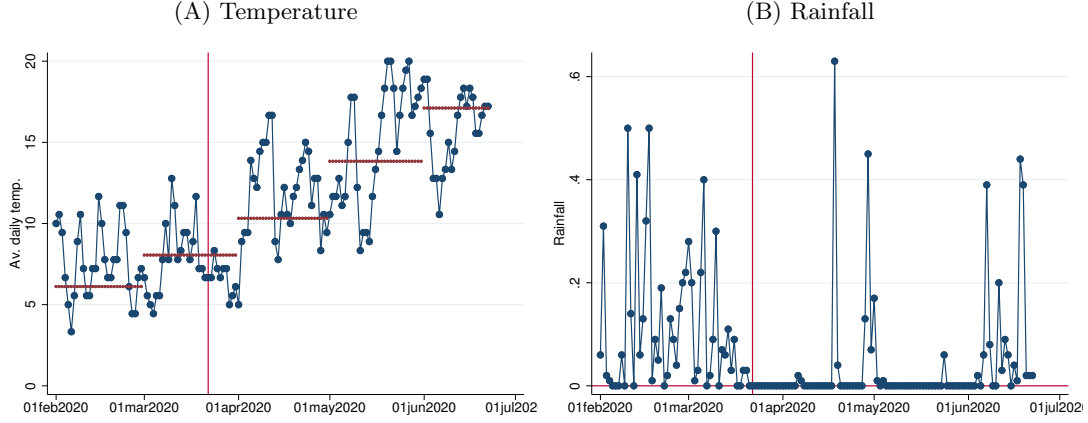 (A) Temperature
20
15
10
5
0
Av. daily temp.
01feb2020 01mar2020 01apr2020 01may2020 01jun2020 01jul202
(B) Rainfall
.6
.4
.2
0
Rainfall
01feb2020 01mar2020 01apr2020 01may2020 01jun2020 01jul2020